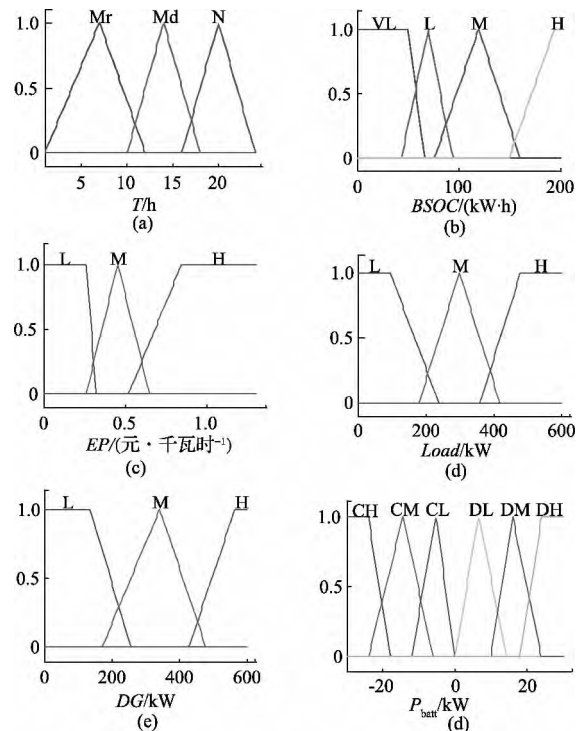 Mr Md N
1.0
0.5
0
5 10 15 20
T/h
(a)
VL L M H
1.0
0.5
0
0 100 200
BSOC/(kW·h)
(b)
L M H
1.0
0.5
0
0 0.5 1.0
EP/(元·千瓦时⁻¹)
(c)
L M H
1.0
0.5
0
0 200 400 600
Load/kW
(d)
L M H
1.0
0.5
0
0 200 400 600
DG/kW
(e)
CH CM CL DL DM DH
1.0
0.5
0
-20 0 20
P_batt/kW
(d)